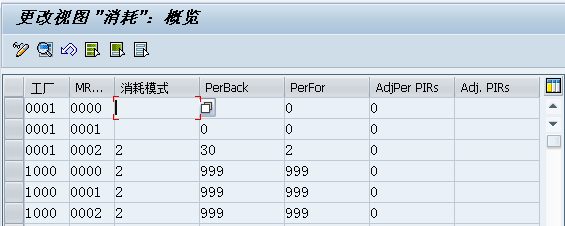 更改视图 "消耗": 概览
工厂 MR... 消耗模式 PerBack PerFor AdjPer PIRs Adj. PIRs
0001 0000 0 0
0001 0001 0 0 0
0001 0002 2 30 2 0
1000 0000 2 999 999 0
1000 0001 2 999 999 0
1000 0002 2 999 999 0